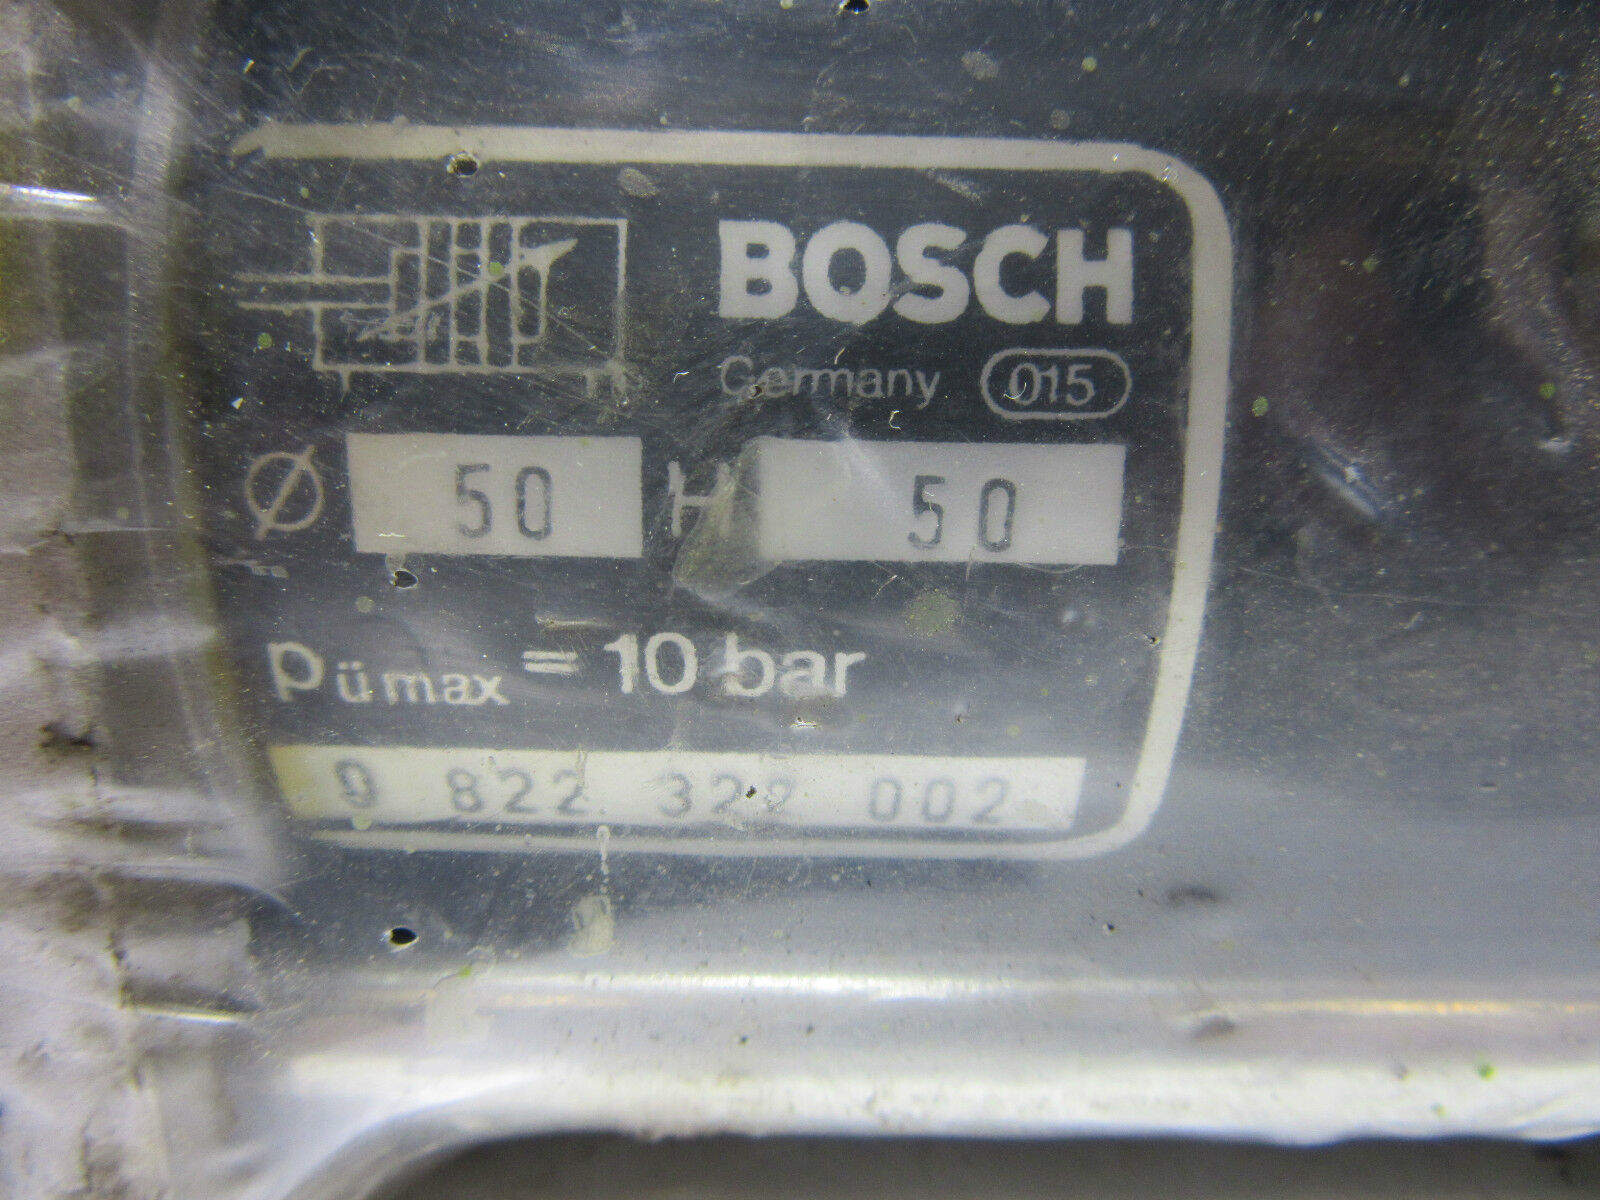 BOSCH
Germany 015
Ø 50 H 50
pümax = 10 bar
0 822 322 002